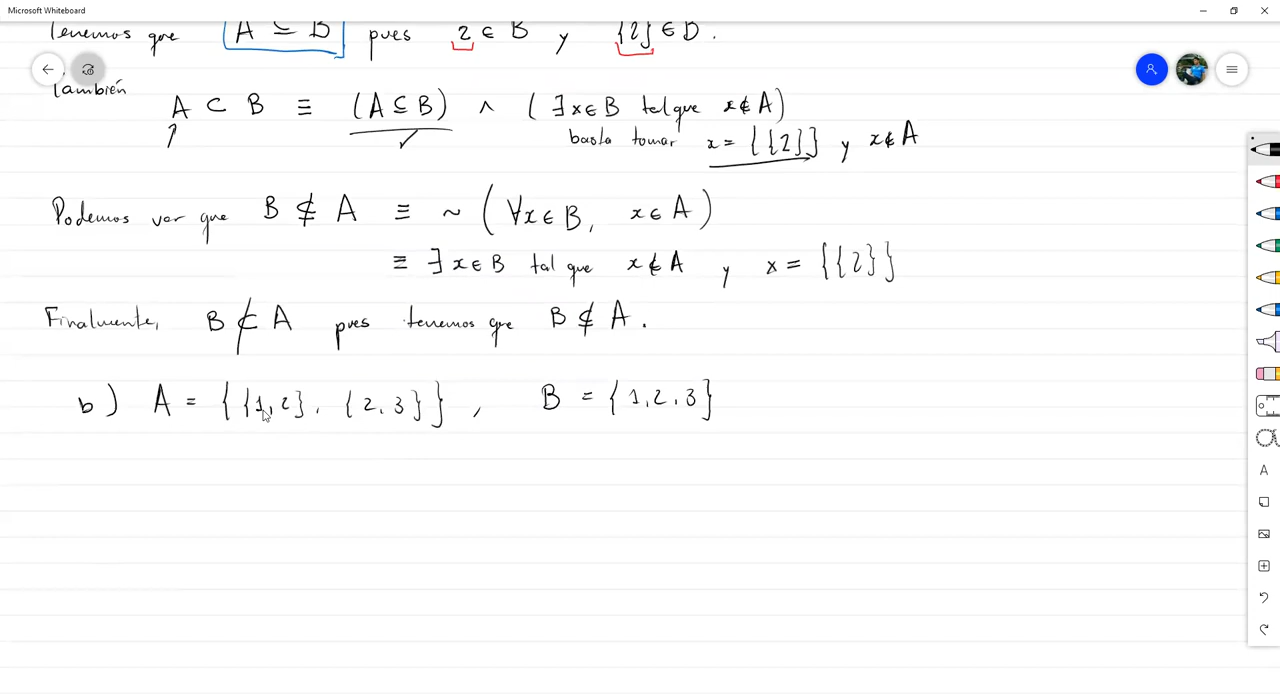 Microsoft Whiteboard
Tenemos que A ⊆ B pues 2 ∈ B y {2} ∈ B.
también
A ⊂ B ≡ (A ⊆ B) ∧ (∃x∈B tal que x∉A)
basta tomar x = {{2}} y x∉A
Podemos ver que B ⊈ A ≡ ~ (∀x∈B, x∈A)
≡ ∃x∈B tal que x∉A y x = {{2}}
Finalmente, B ⊄ A pues tenemos que B ⊈ A.
b) A = {{1,2}, {2,3}}, B = {1,2,3}
A